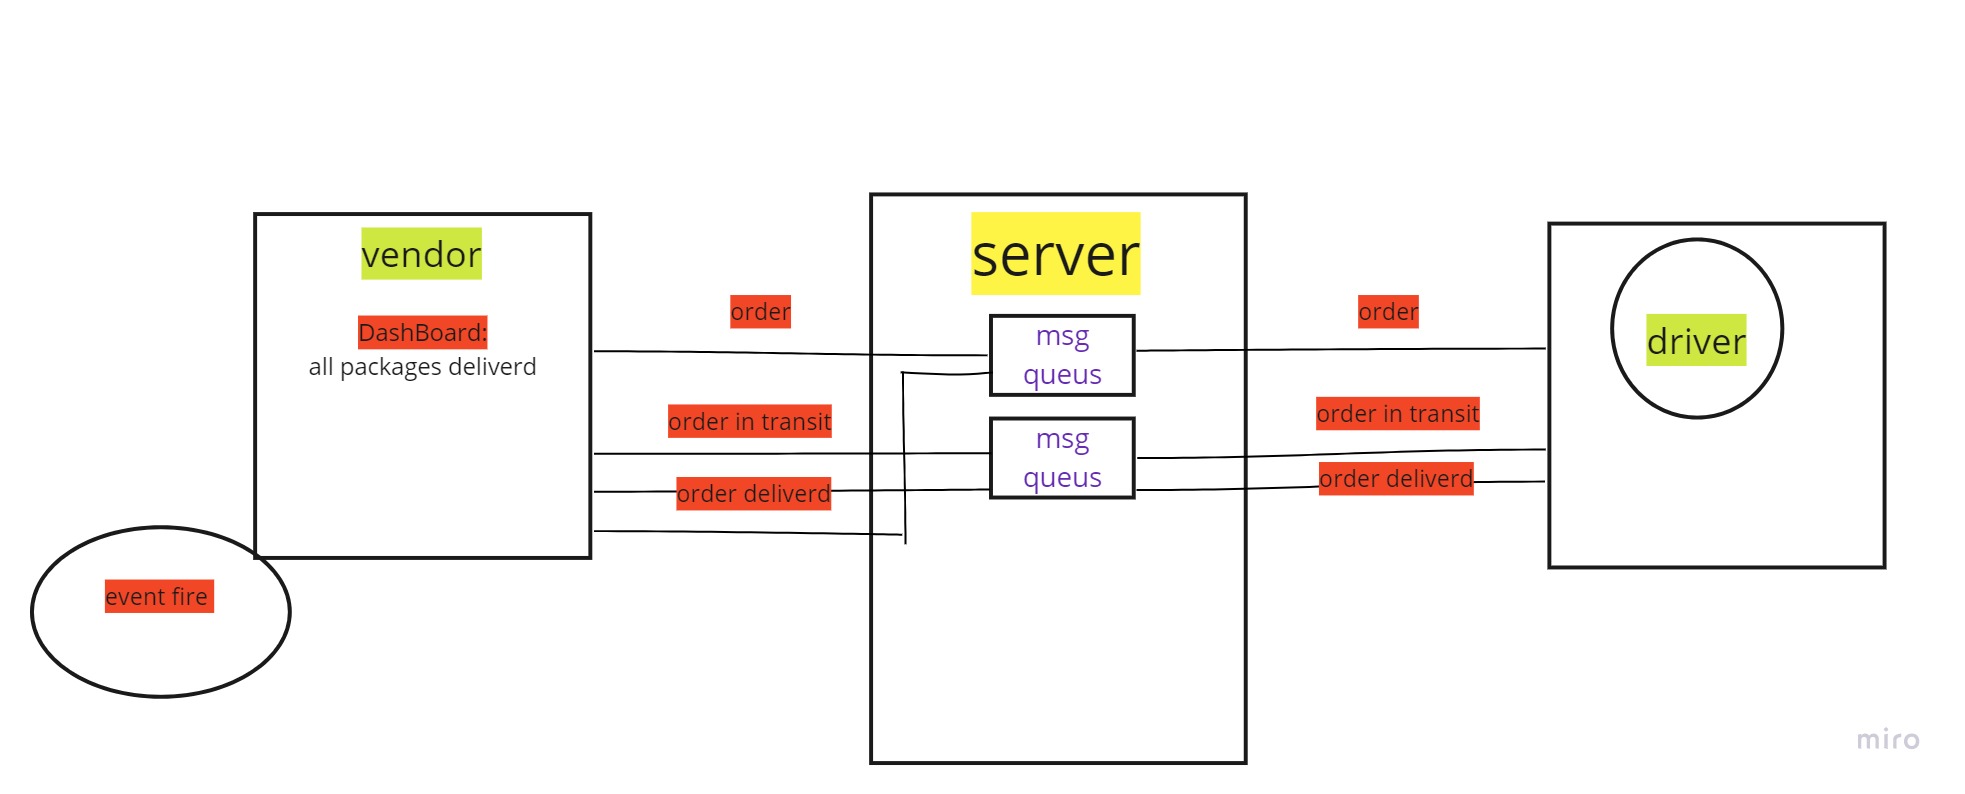 vendor
DashBoard:
all packages deliverd
event fire
order
order in transit
order deliverd
server
msg
queus
msg
queus
order
order in transit
order deliverd
driver
miro